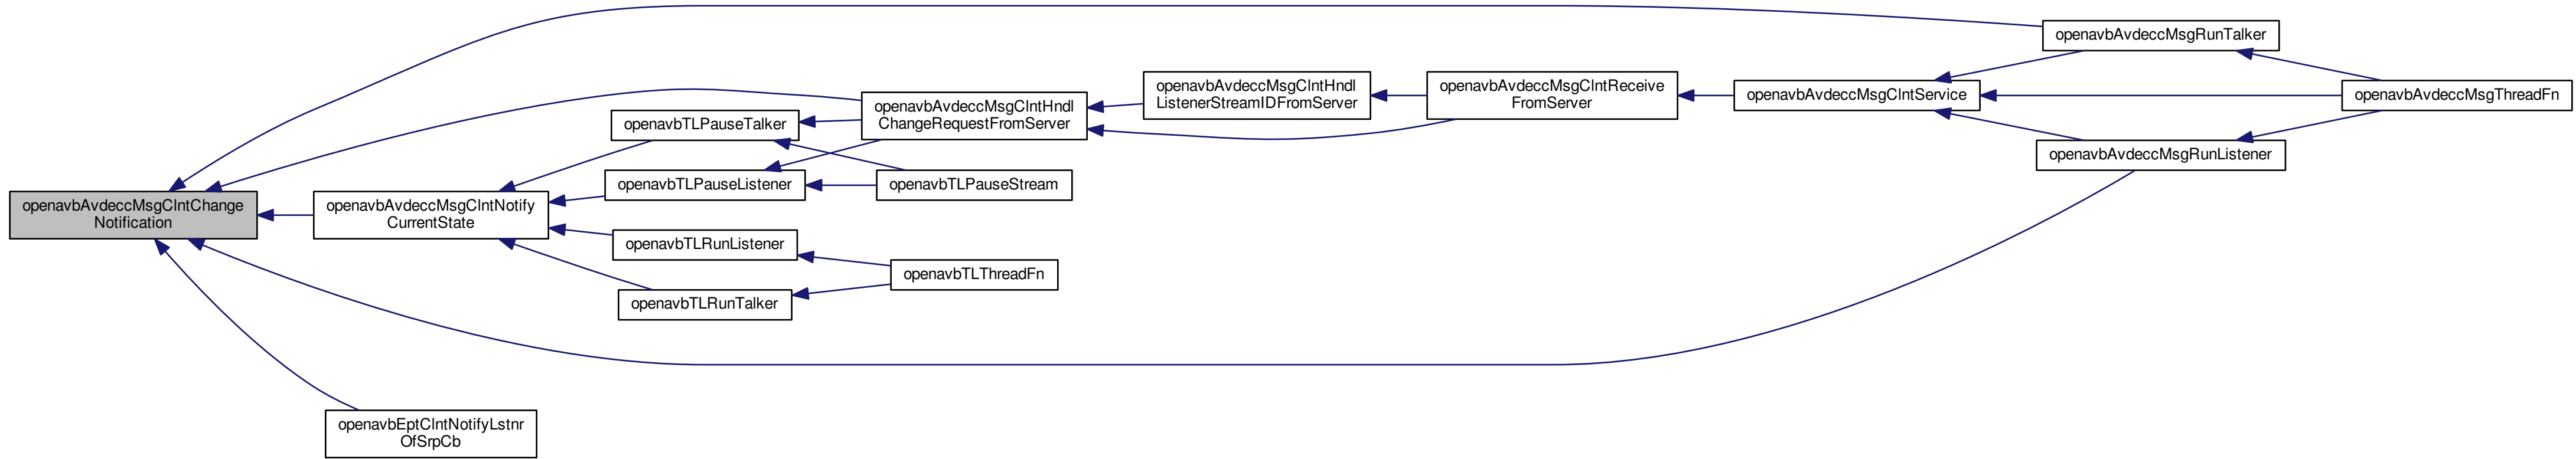 openavbAvdeccMsgClntChange
Notification
openavbAvdeccMsgClntNotify
CurrentState
openavbEptClntNotifyLstnr
OfSrpCb
openavbTLPauseTalker
openavbTLPauseListener
openavbTLRunListener
openavbTLRunTalker
openavbAvdeccMsgClntHndl
ChangeRequestFromServer
openavbTLPauseStream
openavbTLThreadFn
openavbAvdeccMsgClntHndl
ListenerStreamIDFromServer
openavbAvdeccMsgClntReceive
FromServer
openavbAvdeccMsgClntService
openavbAvdeccMsgRunTalker
openavbAvdeccMsgRunListener
openavbAvdeccMsgThreadFn